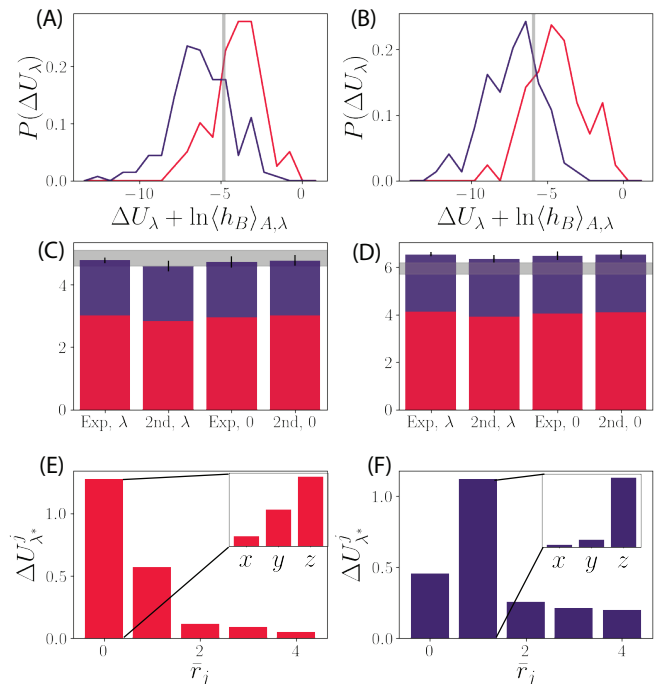 (A) (B)
P(ΔU_λ) 0.2 0.1 0.0 −10 −5 0
ΔU_λ + ln⟨h_B⟩_{A,λ}
P(ΔU_λ) 0.2 0.1 0.0 −10 −5 0
ΔU_λ + ln⟨h_B⟩_{A,λ}
(C) (D)
4 2 0
Exp, λ 2nd, λ Exp, 0 2nd, 0
6 4 2 0
Exp, λ 2nd, λ Exp, 0 2nd, 0
(E) (F)
ΔU^j_{λ*} 1.0 0.5 0.0
x y z
0 2 4
r̄_j
ΔU^j_{λ*} 1.0 0.5 0.0
x y z
0 2 4
r̄_j